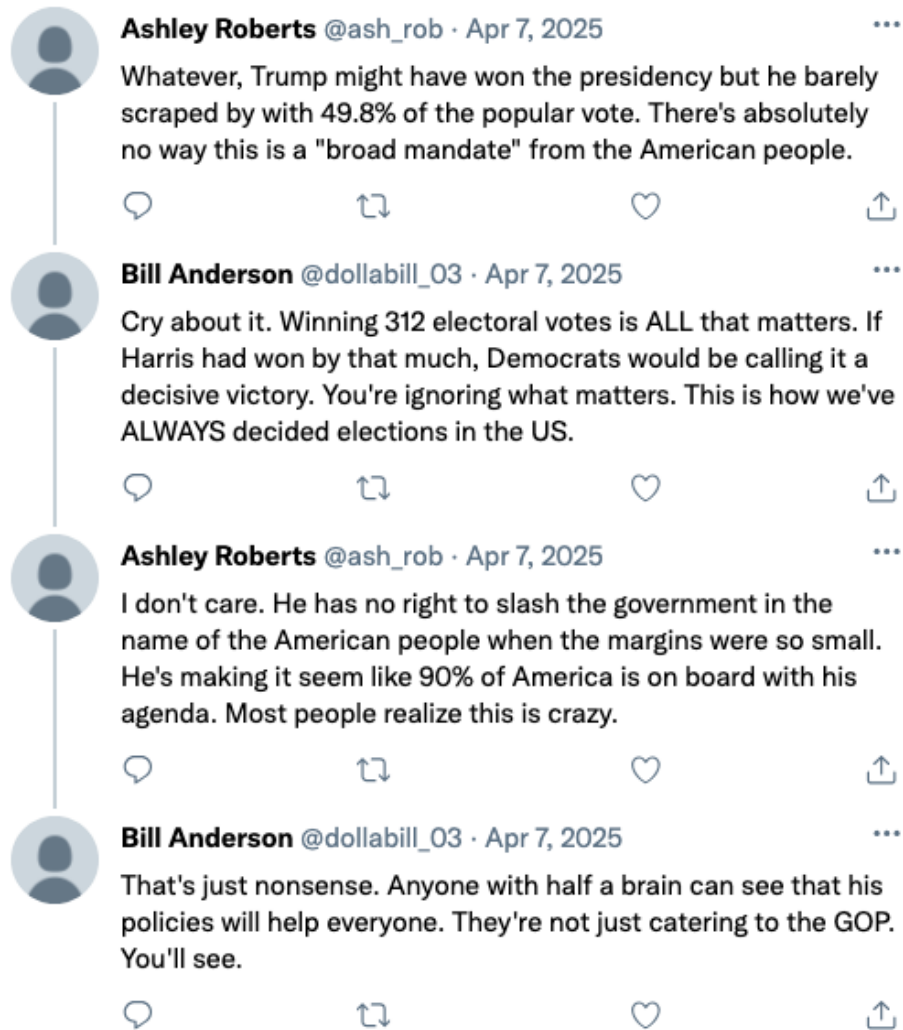 Ashley Roberts @ash_rob · Apr 7, 2025
Whatever, Trump might have won the presidency but he barely
scraped by with 49.8% of the popular vote. There's absolutely
no way this is a "broad mandate" from the American people.
Bill Anderson @dollabill_03 · Apr 7, 2025
Cry about it. Winning 312 electoral votes is ALL that matters. If
Harris had won by that much, Democrats would be calling it a
decisive victory. You're ignoring what matters. This is how we've
ALWAYS decided elections in the US.
Ashley Roberts @ash_rob · Apr 7, 2025
I don't care. He has no right to slash the government in the
name of the American people when the margins were so small.
He's making it seem like 90% of America is on board with his
agenda. Most people realize this is crazy.
Bill Anderson @dollabill_03 · Apr 7, 2025
That's just nonsense. Anyone with half a brain can see that his
policies will help everyone. They're not just catering to the GOP.
You'll see.